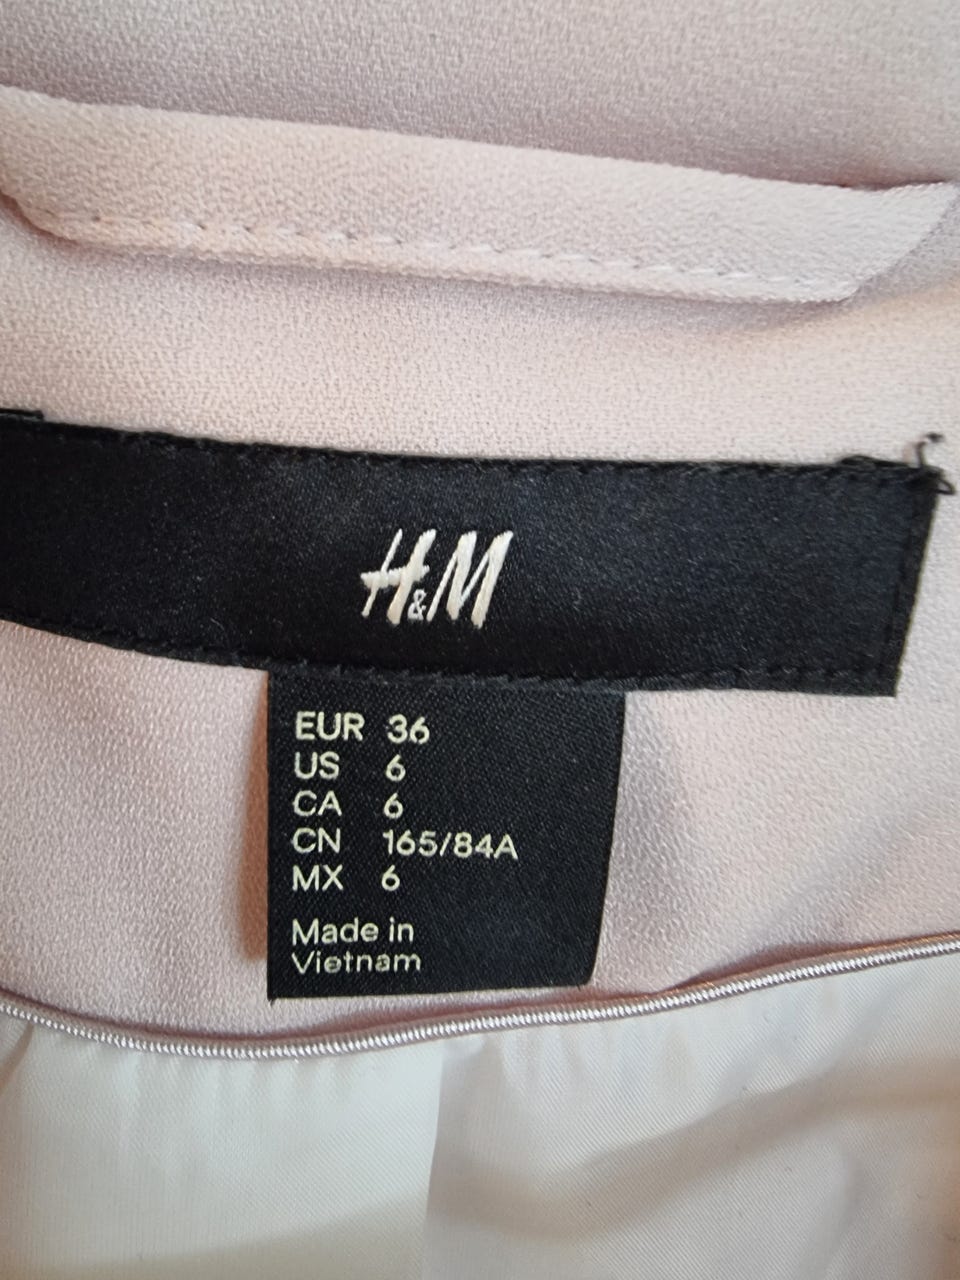 H&M
EUR 36
US 6
CA 6
CN 165/84A
MX 6
Made in
Vietnam